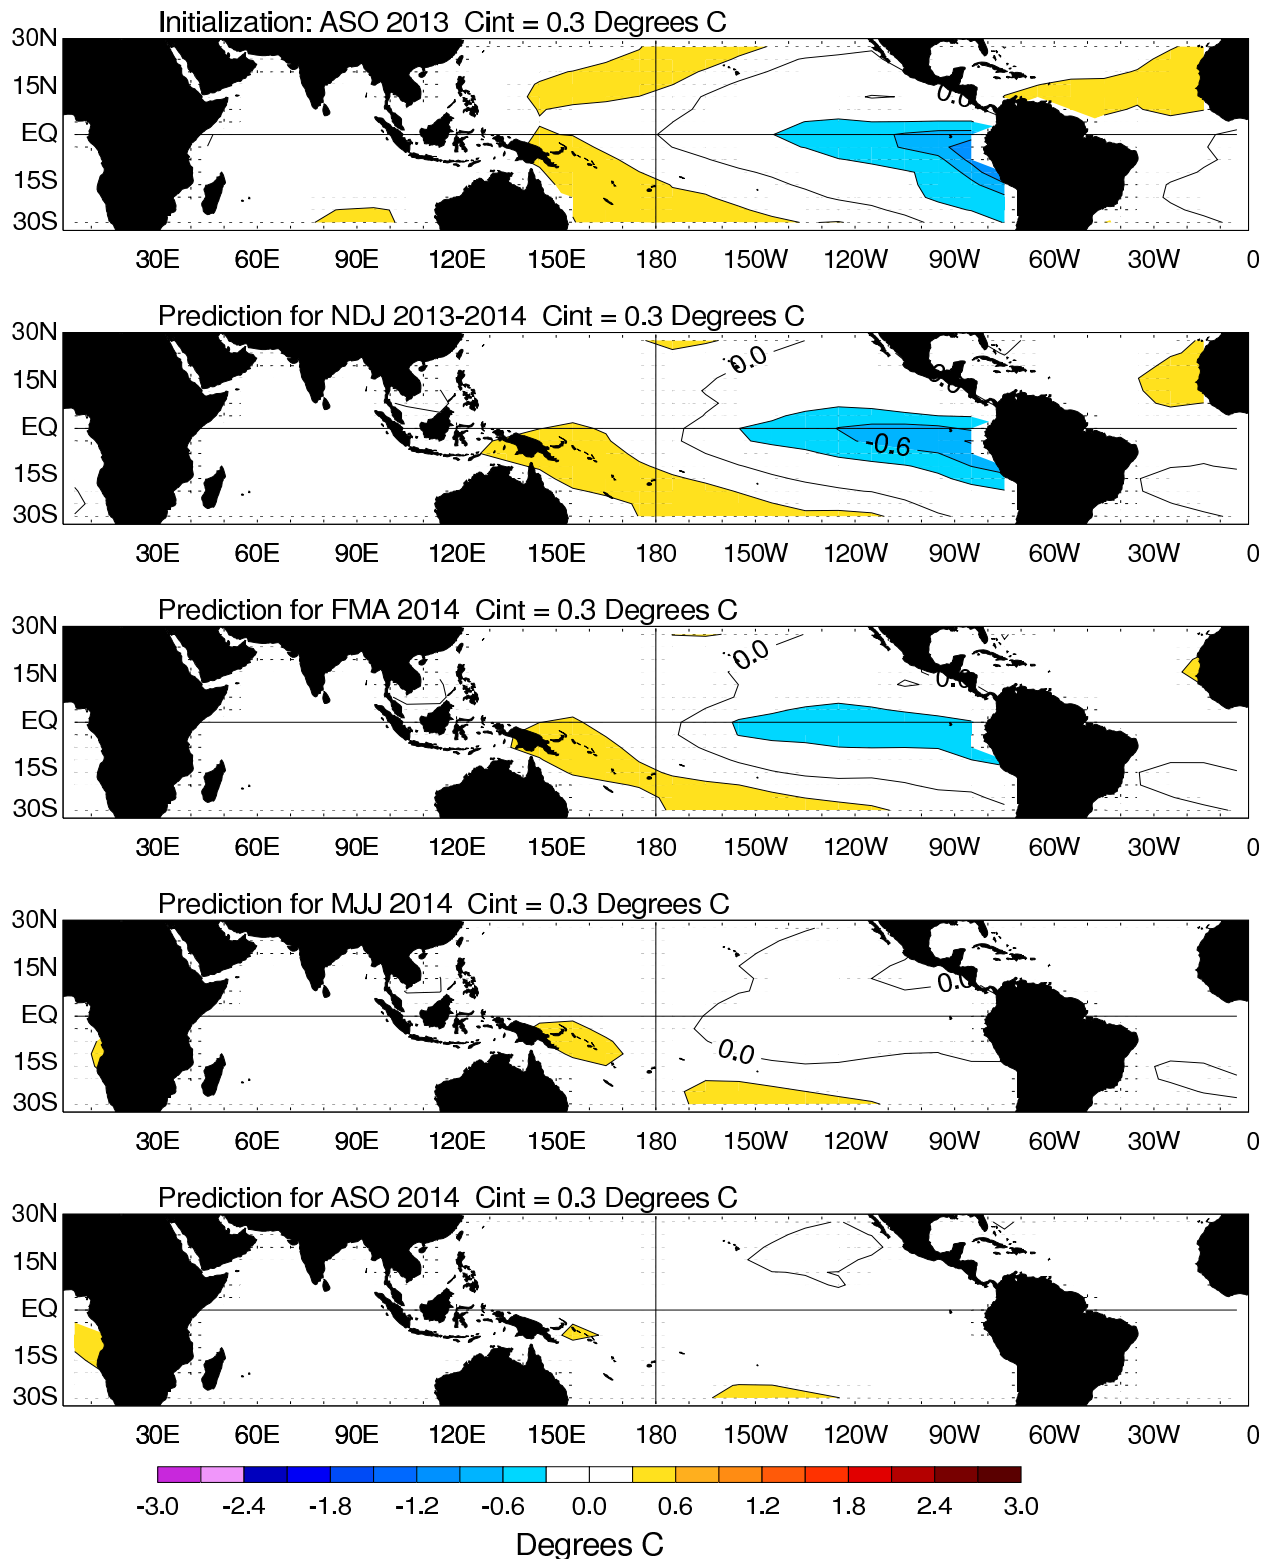 Initialization: ASO 2013 Cint = 0.3 Degrees C
30N
15N
0.0
EQ
15S
30S
30E 60E 90E 120E 150E 180 150W 120W 90W 60W 30W 0
Prediction for NDJ 2013-2014 Cint = 0.3 Degrees C
30N
0.0
15N
EQ
-0.6
15S
30S
30E 60E 90E 120E 150E 180 150W 120W 90W 60W 30W 0
Prediction for FMA 2014 Cint = 0.3 Degrees C
30N
0.0
15N
0.0
EQ
15S
30S
30E 60E 90E 120E 150E 180 150W 120W 90W 60W 30W 0
Prediction for MJJ 2014 Cint = 0.3 Degrees C
30N
15N
0.0
EQ
0.0
15S
30S
30E 60E 90E 120E 150E 180 150W 120W 90W 60W 30W 0
Prediction for ASO 2014 Cint = 0.3 Degrees C
30N
15N
EQ
15S
30S
30E 60E 90E 120E 150E 180 150W 120W 90W 60W 30W 0
-3.0 -2.4 -1.8 -1.2 -0.6 0.0 0.6 1.2 1.8 2.4 3.0
Degrees C